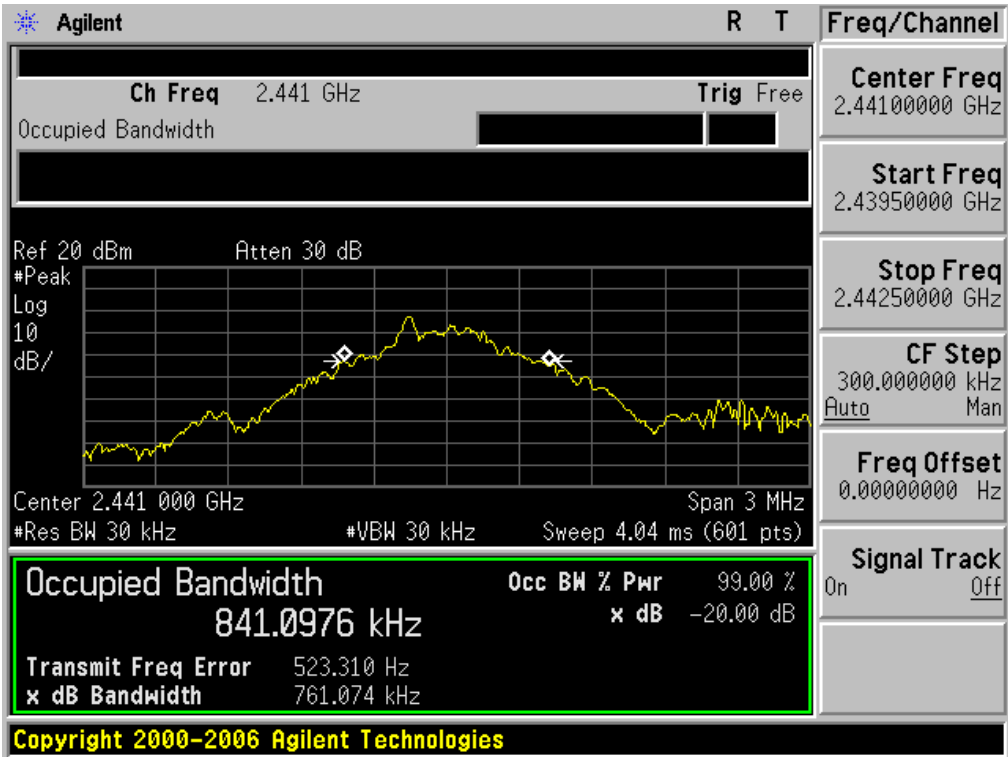 Agilent R T
Ch Freq 2.441 GHz Trig Free
Occupied Bandwidth
Ref 20 dBm Atten 30 dB
#Peak
Log
10
dB/
Center 2.441 000 GHz Span 3 MHz
#Res BW 30 kHz #VBW 30 kHz Sweep 4.04 ms (601 pts)
Occupied Bandwidth Occ BW % Pwr 99.00 %
841.0976 kHz x dB -20.00 dB
Transmit Freq Error 523.310 Hz
x dB Bandwidth 761.074 kHz
Copyright 2000-2006 Agilent Technologies
Freq/Channel
Center Freq
2.44100000 GHz
Start Freq
2.43950000 GHz
Stop Freq
2.44250000 GHz
CF Step
300.000000 kHz
Auto Man
Freq Offset
0.00000000 Hz
Signal Track
On Off